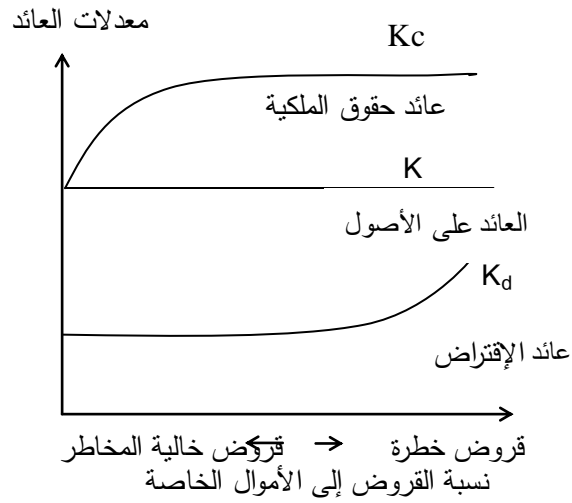 معدلات العائد
Kc
عائد حقوق الملكية
K
العائد على الأصول
Kd
عائد الإقتراض
قروض خطرة → ← قروض خالية المخاطر
نسبة القروض إلى الأموال الخاصة